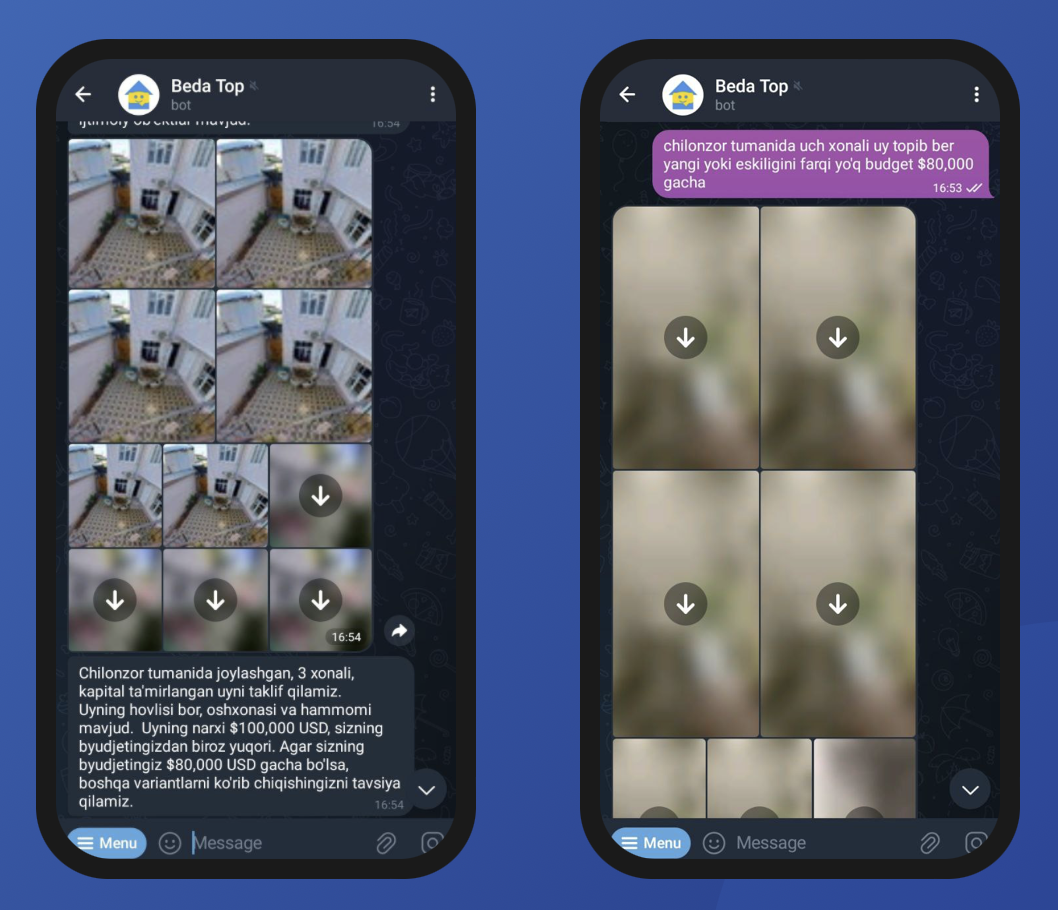 Beda Top
bot
ijtimoiy ob'ektlar mavjud.
16:54
16:54
Chilonzor tumanida joylashgan, 3 xonali,
kapital ta'mirlangan uyni taklif qilamiz.
Uyning hovlisi bor, oshxonasi va hammomi
mavjud. Uyning narxi $100,000 USD, sizning
byudjetingizdan biroz yuqori. Agar sizning
byudjetingiz $80,000 USD gacha bo'lsa,
boshqa variantlarni ko'rib chiqishingizni tavsiya
qilamiz.
16:54
Menu
Message
Beda Top
bot
chilonzor tumanida uch xonali uy topib ber
yangi yoki eskiligini farqi yo'q budget $80,000
gacha
16:53
Menu
Message